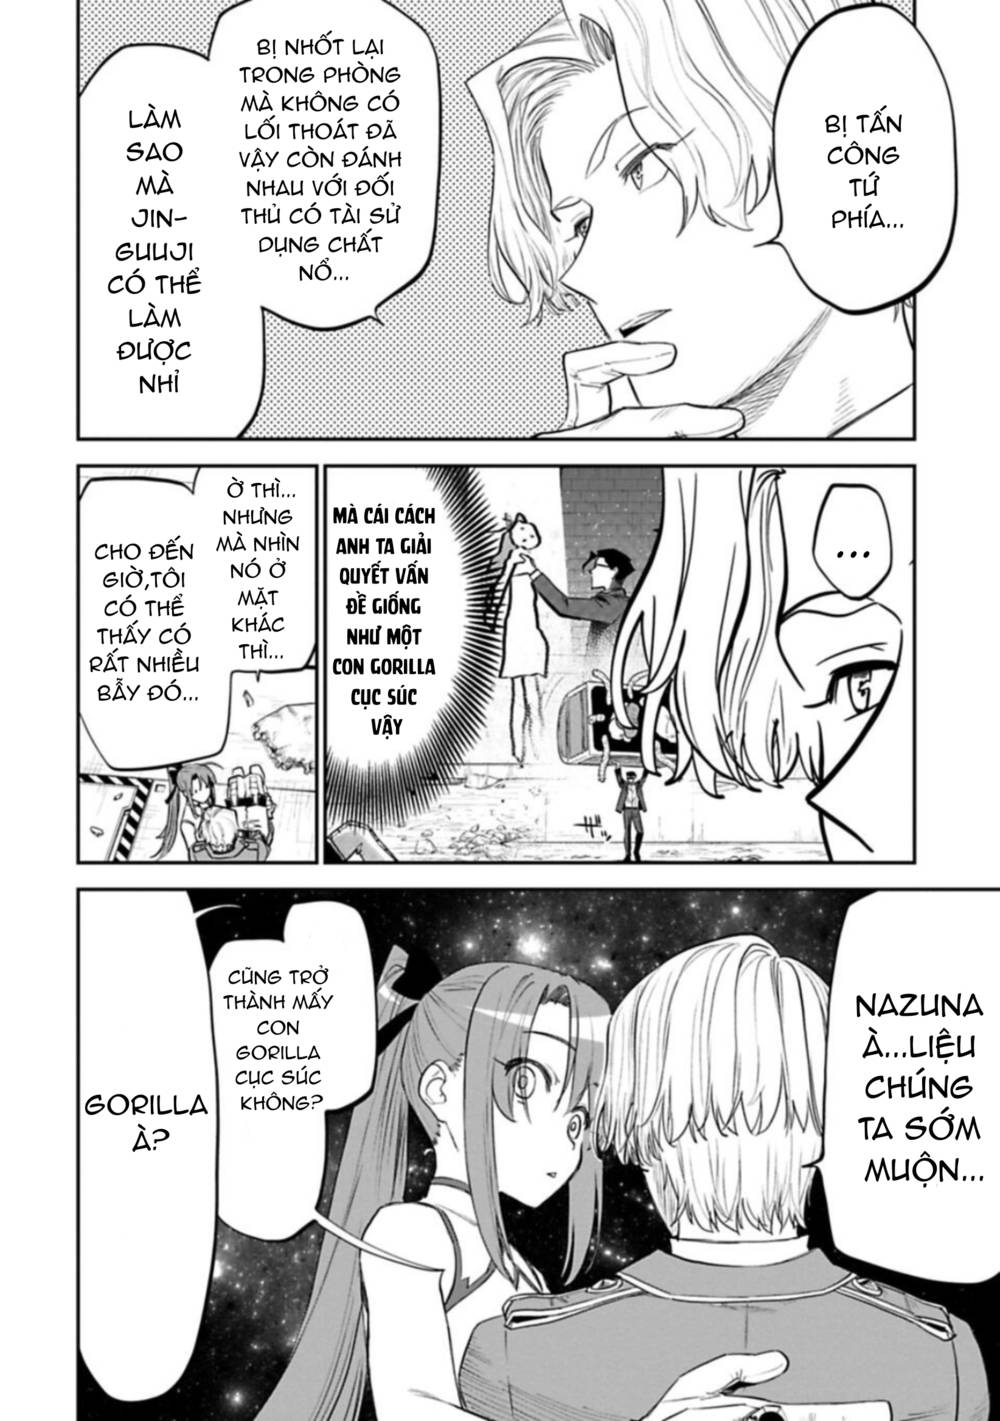 BỊ TẤN
CÔNG
TỨ
PHÍA...
BỊ NHỐT LẠI
TRONG PHÒNG
MÀ KHÔNG CÓ
LỐI THOÁT ĐÃ
VẬY CÒN ĐÁNH
NHAU VỚI ĐỐI
THỦ CÓ TÀI SỬ
DỤNG CHẤT
NỔ...
LÀM
SAO
MÀ
JIN-
GUUJI
CÓ THỂ
LÀM
ĐƯỢC
NHỈ
...
MÀ CÁI CÁCH
ANH TA GIẢI
QUYẾT VẤN
ĐỀ GIỐNG
NHƯ MỘT
CON GORILLA
CỤC SÚC
VẬY
Ờ THÌ...
NHƯNG
MÀ NHÌN
NÓ Ở
MẶT
KHÁC
THÌ...
CHO ĐẾN
GIỜ,TÔI
CÓ THỂ
THẤY CÓ
RẤT NHIỀU
BẪY ĐÓ...
NAZUNA
À...LIỆU
CHÚNG
TA SỚM
MUỘN...
CŨNG TRỞ
THÀNH MẤY
CON
GORILLA
CỤC SÚC
KHÔNG?
GORILLA
À?